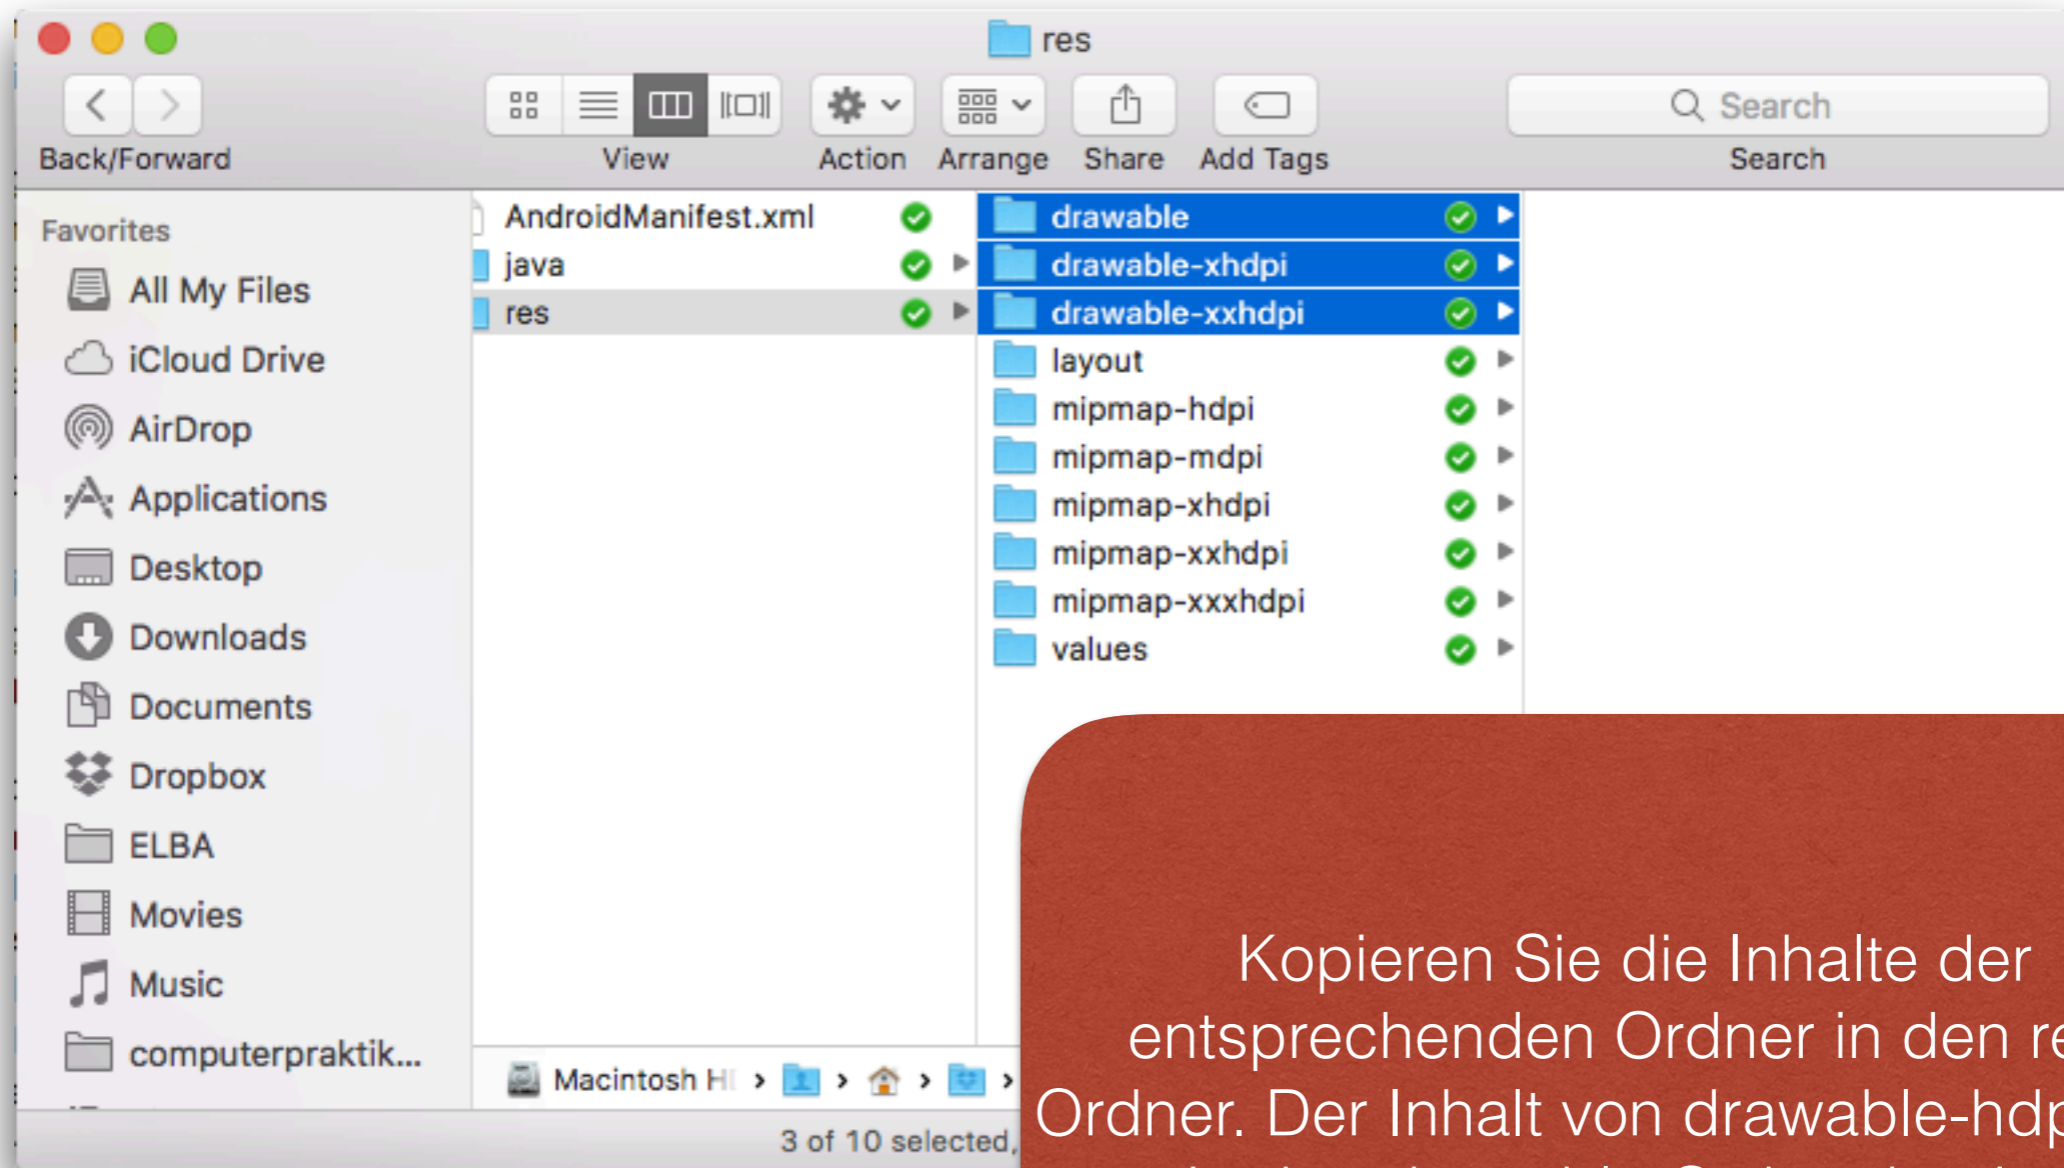 res
Search
Back/Forward
View
Action
Arrange
Share
Add Tags
Search
Favorites
All My Files
iCloud Drive
AirDrop
Applications
Desktop
Downloads
Documents
Dropbox
ELBA
Movies
Music
computerpraktik...
AndroidManifest.xml
java
res
drawable
drawable-xhdpi
drawable-xxhdpi
layout
mipmap-hdpi
mipmap-mdpi
mipmap-xhdpi
mipmap-xxhdpi
mipmap-xxxhdpi
values
Macintosh H
3 of 10 selected,
Kopieren Sie die Inhalte der
entsprechenden Ordner in den re
Ordner. Der Inhalt von drawable-hdp